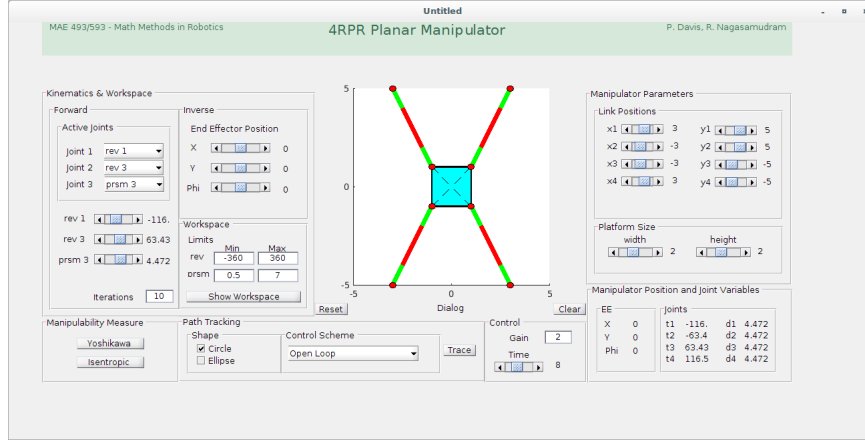 Untitled
MAE 493/593 - Math Methods in Robotics
4RPR Planar Manipulator
P. Davis, R. Nagasamudram
Kinematics & Workspace
Forward
Active Joints
Joint 1 rev 1
Joint 2 rev 3
Joint 3 prsm 3
rev 1 -116.
rev 3 63.43
prsm 3 4.472
Iterations 10
Inverse
End Effector Position
X 0
Y 0
Phi 0
Workspace
Limits
Min Max
rev -360 360
prsm 0.5 7
Show Workspace
5
0
-5
-5 0 5
Reset
Dialog
Clear
Manipulator Parameters
Link Positions
x1 3 y1 5
x2 -3 y2 5
x3 -3 y3 -5
x4 3 y4 -5
Platform Size
width height
2 2
Manipulability Measure
Yoshikawa
Isentropic
Path Tracking
Shape
Circle
Ellipse
Control Scheme
Open Loop
Trace
Control
Gain 2
Time
8
Manipulator Position and Joint Variables
EE
X 0
Y 0
Phi 0
Joints
t1 -116. d1 4.472
t2 -63.4 d2 4.472
t3 63.43 d3 4.472
t4 116.5 d4 4.472